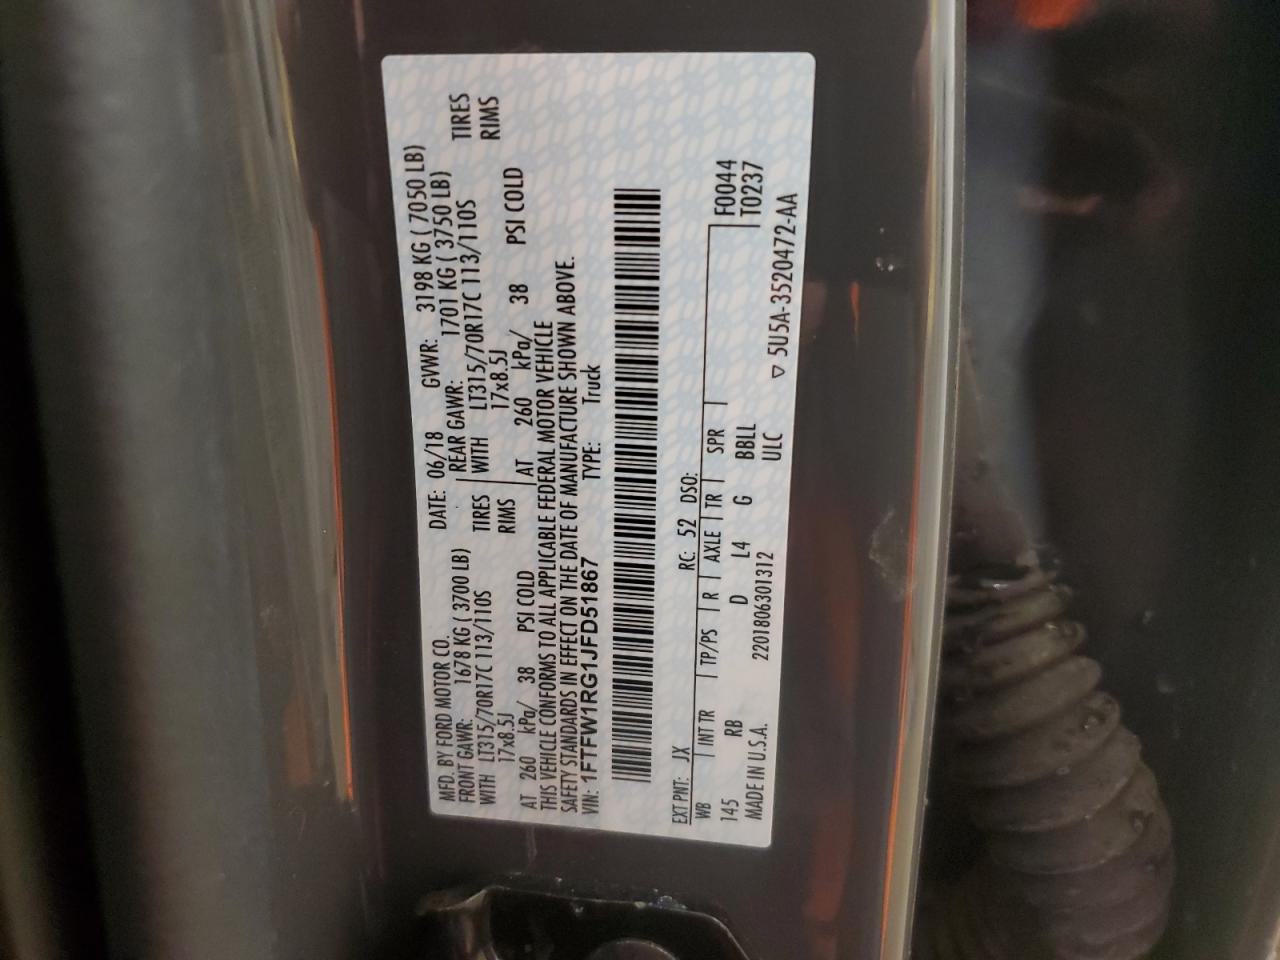 MFD. BY FORD MOTOR CO. DATE: 06/18 GVWR: 3198 KG ( 7050 LB)
FRONT GAWR: 1678 KG ( 3700 LB) REAR GAWR: 1701 KG ( 3750 LB)
WITH LT315/70R17C 113/110S TIRES WITH LT315/70R17C 113/110S TIRES
17x8.5J RIMS 17x8.5J RIMS
AT 260 kPa/ 38 PSI COLD AT 260 kPa/ 38 PSI COLD
THIS VEHICLE CONFORMS TO ALL APPLICABLE FEDERAL MOTOR VEHICLE
SAFETY STANDARDS IN EFFECT ON THE DATE OF MANUFACTURE SHOWN ABOVE.
VIN: 1FTFW1RG1JFD51867 TYPE: Truck
EXT PNT: JX RC: 52 DSO:
WB INT TR TP/PS R AXLE TR SPR F0044
145 RB D L4 G BBLL T0237
MADE IN U.S.A. 2201806301312 ULC ▽ 5U5A-3520472-AA